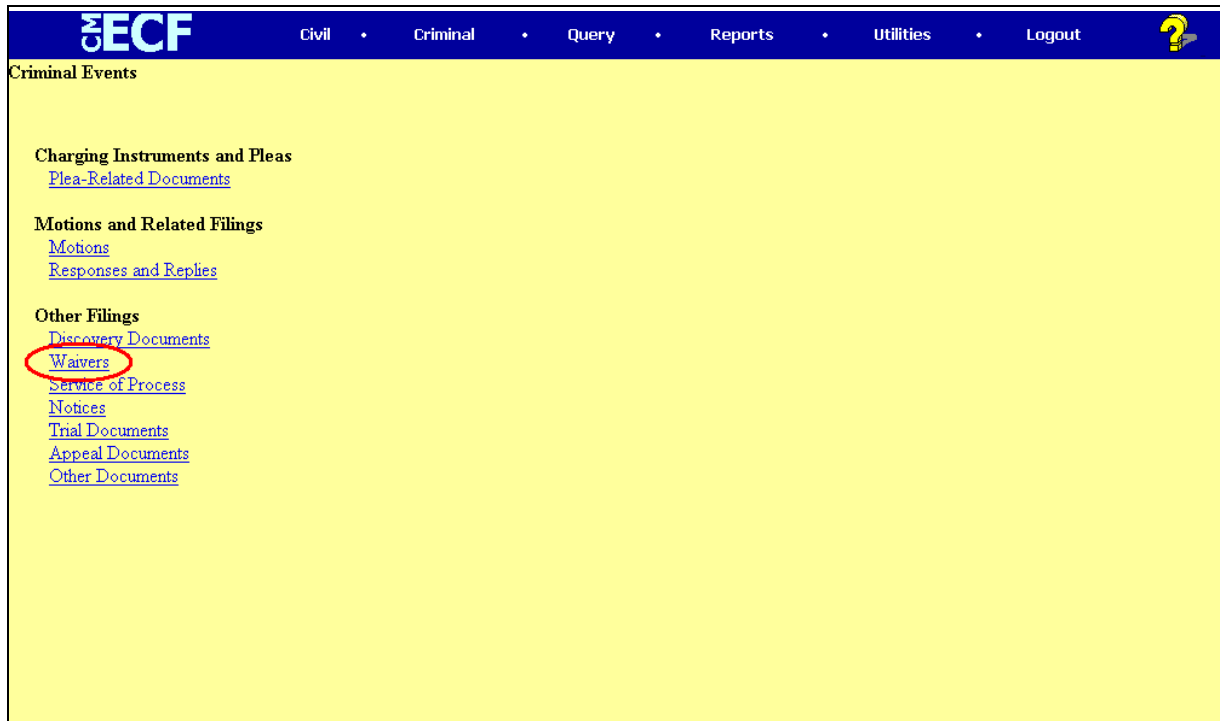 CM ECF Civil • Criminal • Query • Reports • Utilities • Logout ?
Criminal Events
Charging Instruments and Pleas
Plea-Related Documents
Motions and Related Filings
Motions
Responses and Replies
Other Filings
Discovery Documents
Waivers
Service of Process
Notices
Trial Documents
Appeal Documents
Other Documents